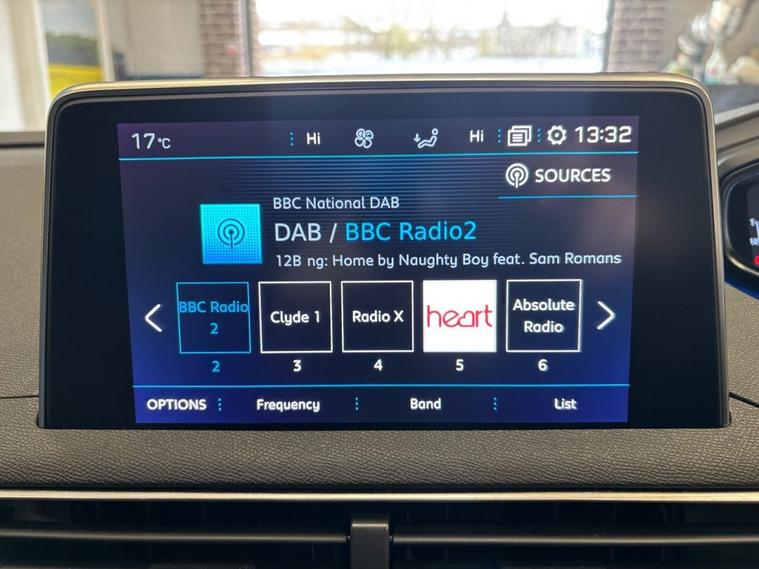 17°C Hi Hi 13:32
SOURCES
BBC National DAB
DAB / BBC Radio2
12B ng: Home by Naughty Boy feat. Sam Romans
BBC Radio
2
Clyde 1
Radio X
heart
Absolute
Radio
2 3 4 5 6
OPTIONS Frequency Band List